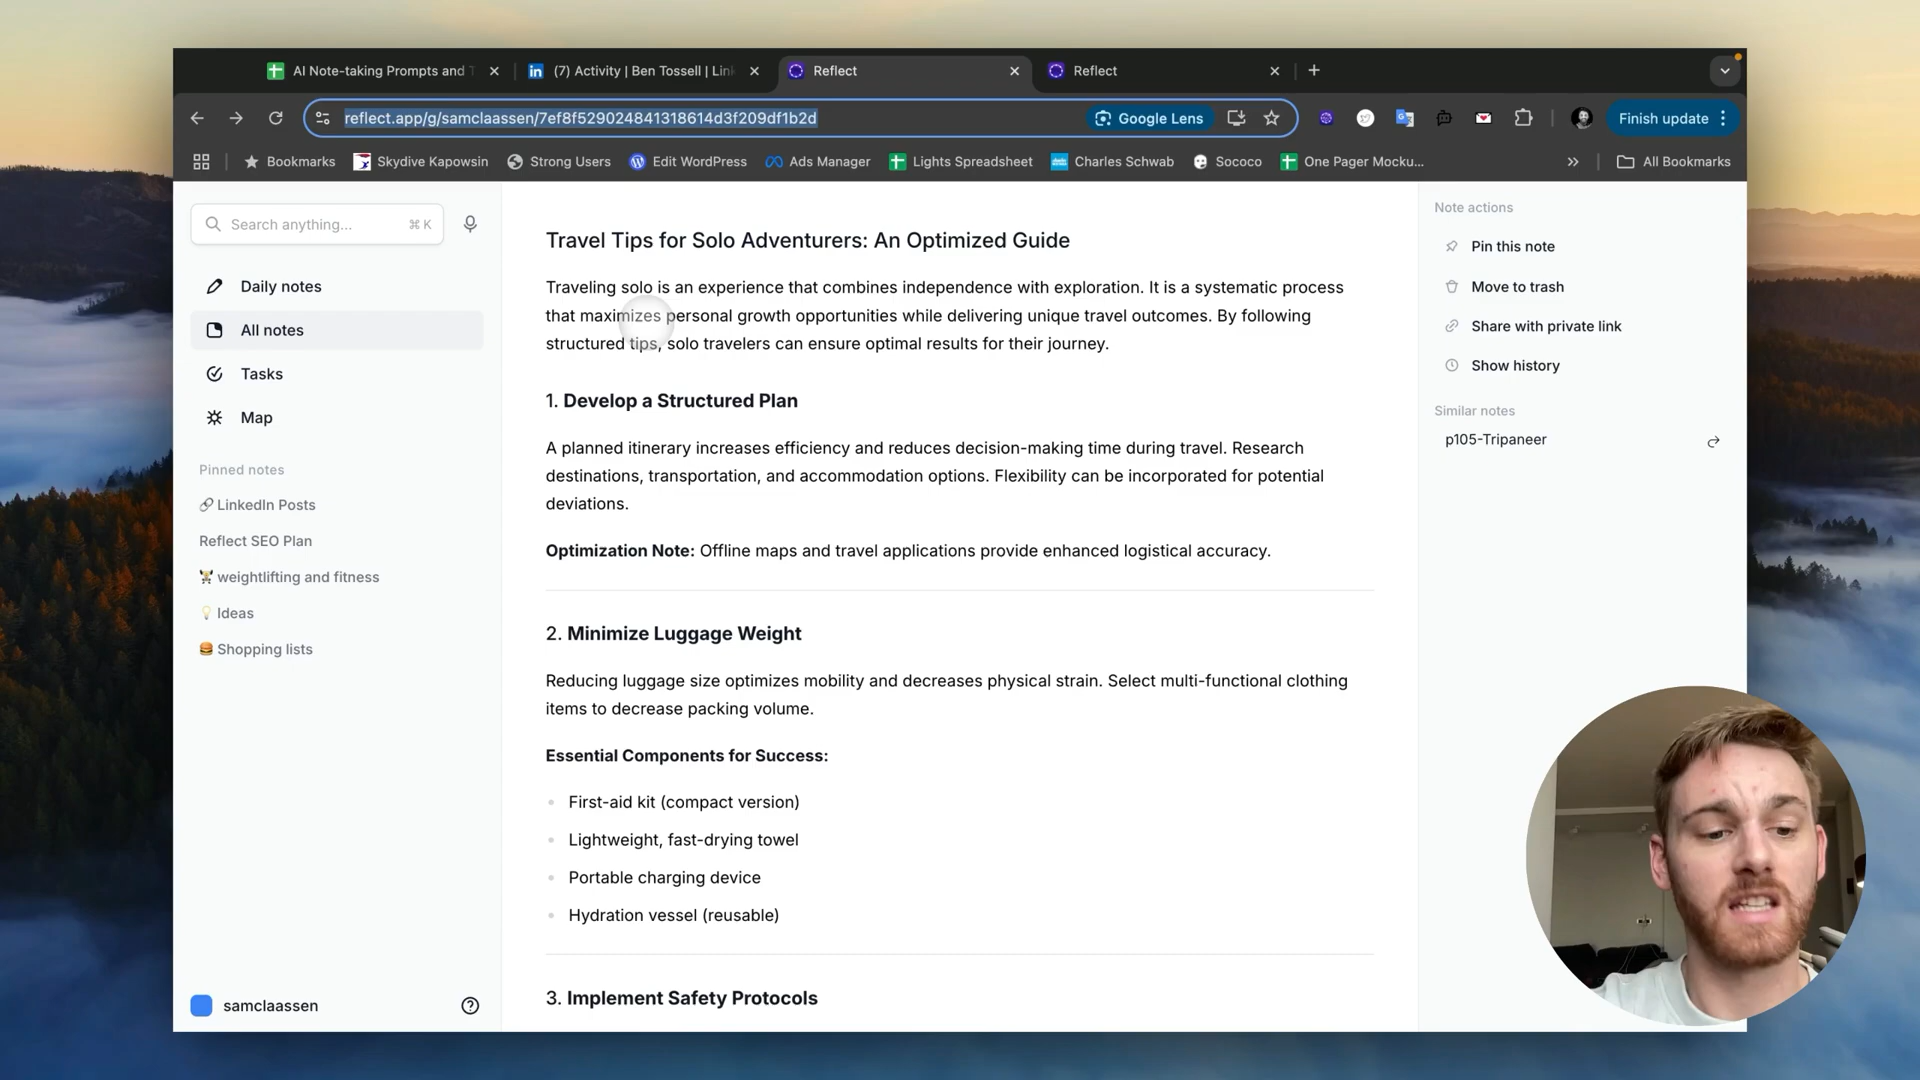 AI Note-taking Prompts and T
(7) Activity | Ben Tossell | Link
Reflect
Reflect
reflect.app/g/samclaassen/7ef8f529024841318614d3f209df1b2d
Google Lens
Finish update
Bookmarks
Skydive Kapowsin
Strong Users
Edit WordPress
Ads Manager
Lights Spreadsheet
Charles Schwab
Sococo
One Pager Mocku...
All Bookmarks
Search anything...
⌘ K
Daily notes
All notes
Tasks
Map
Pinned notes
LinkedIn Posts
Reflect SEO Plan
weightlifting and fitness
Ideas
Shopping lists
samclaassen
Travel Tips for Solo Adventurers: An Optimized Guide
Traveling solo is an experience that combines independence with exploration. It is a systematic process
that maximizes personal growth opportunities while delivering unique travel outcomes. By following
structured tips, solo travelers can ensure optimal results for their journey.
1. Develop a Structured Plan
A planned itinerary increases efficiency and reduces decision-making time during travel. Research
destinations, transportation, and accommodation options. Flexibility can be incorporated for potential
deviations.
Optimization Note: Offline maps and travel applications provide enhanced logistical accuracy.
2. Minimize Luggage Weight
Reducing luggage size optimizes mobility and decreases physical strain. Select multi-functional clothing
items to decrease packing volume.
Essential Components for Success:
First-aid kit (compact version)
Lightweight, fast-drying towel
Portable charging device
Hydration vessel (reusable)
3. Implement Safety Protocols
Note actions
Pin this note
Move to trash
Share with private link
Show history
Similar notes
p105-Tripaneer